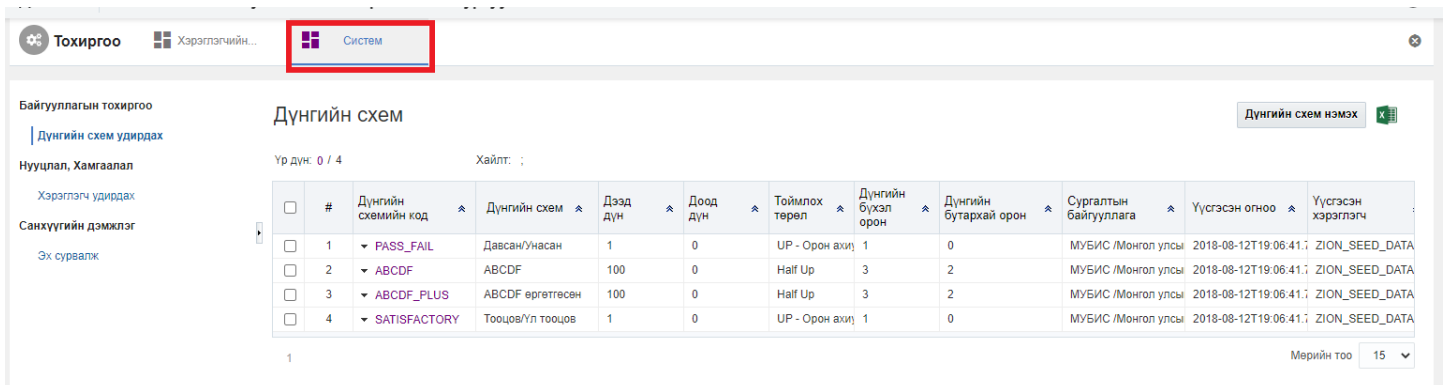 Тохиргоо Хэрэглэгчийн... Систем
Байгууллагын тохиргоо
Дүнгийн схем удирдах
Нууцлал, Хамгаалал
Хэрэглэгч удирдах
Санхүүгийн дэмжлэг
Эх сурвалж
Дүнгийн схем
Дүнгийн схем нэмэх
Үр дүн: 0 / 4 Хайлт: ;
# Дүнгийн схемийн код Дүнгийн схем Дээд дүн Доод дүн Тоймлох төрөл Дүнгийн бүхэл орон Дүнгийн бутархай орон Сургалтын байгууллага Үүсгэсэн огноо Үүсгэсэн хэрэглэгч
1 PASS_FAIL Давсан/Унасан 1 0 UP - Орон ахиу 1 0 МУБИС /Монгол улсы 2018-08-12T19:06:41.7 ZION_SEED_DATA
2 ABCDF ABCDF 100 0 Half Up 3 2 МУБИС /Монгол улсы 2018-08-12T19:06:41.7 ZION_SEED_DATA
3 ABCDF_PLUS ABCDF өргөтгөсөн 100 0 Half Up 3 2 МУБИС /Монгол улсы 2018-08-12T19:06:41.7 ZION_SEED_DATA
4 SATISFACTORY Тооцов/Үл тооцов 1 0 UP - Орон ахиу 1 0 МУБИС /Монгол улсы 2018-08-12T19:06:41.7 ZION_SEED_DATA
1
Мөрийн тоо 15